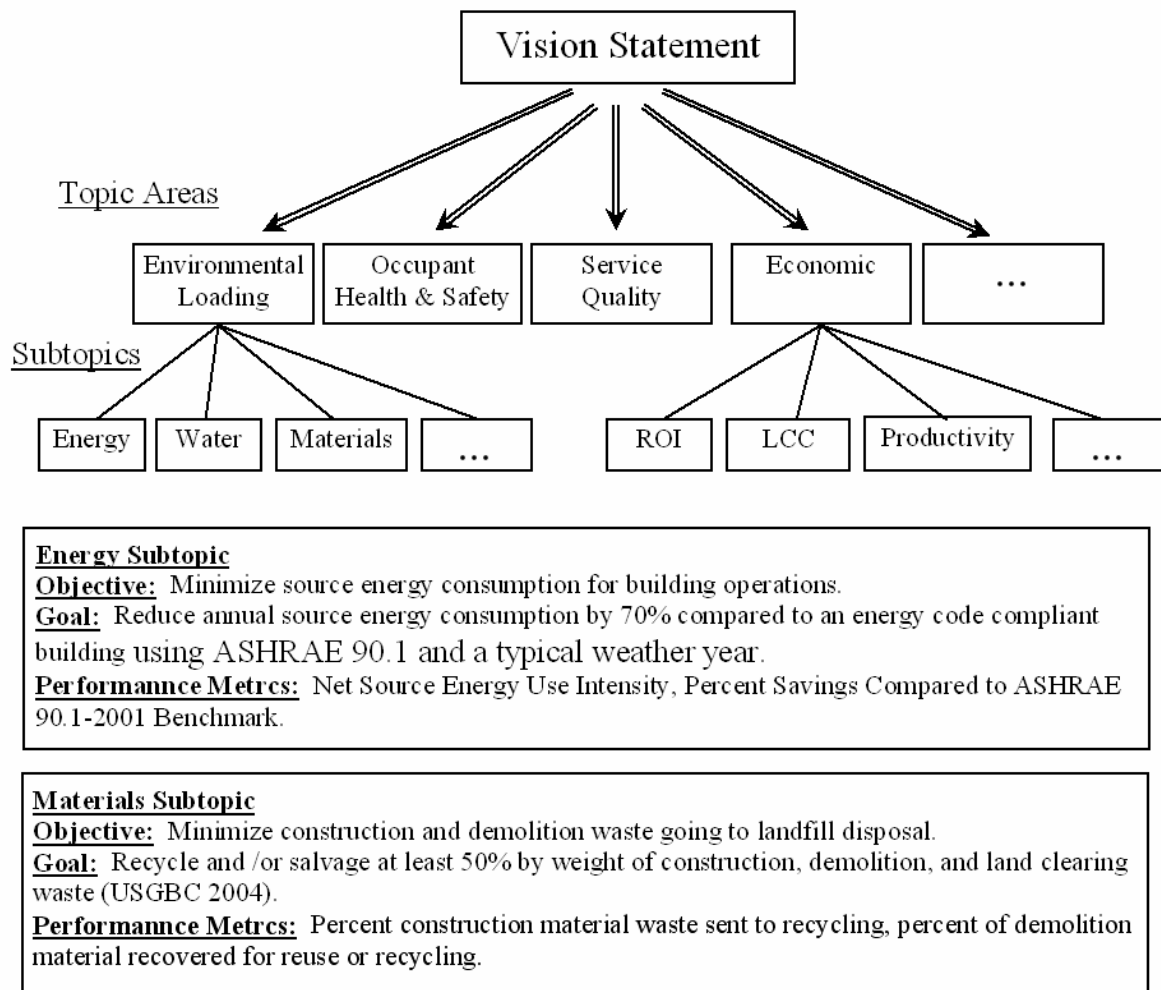 Vision Statement
Topic Areas
Environmental
Loading
Occupant
Health & Safety
Service
Quality
Economic
...
Subtopics
Energy
Water
Materials
...
ROI
LCC
Productivity
...
Energy Subtopic
Objective: Minimize source energy consumption for building operations.
Goal: Reduce annual source energy consumption by 70% compared to an energy code compliant
building using ASHRAE 90.1 and a typical weather year.
Performannce Metrcs: Net Source Energy Use Intensity, Percent Savings Compared to ASHRAE
90.1-2001 Benchmark.
Materials Subtopic
Objective: Minimize construction and demolition waste going to landfill disposal.
Goal: Recycle and /or salvage at least 50% by weight of construction, demolition, and land clearing
waste (USGBC 2004).
Performannce Metrcs: Percent construction material waste sent to recycling, percent of demolition
material recovered for reuse or recycling.